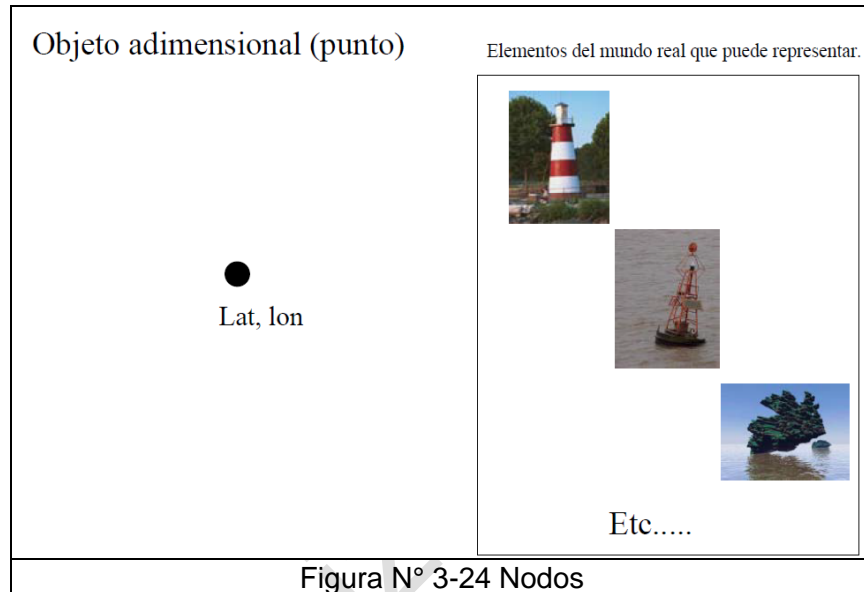 Objeto adimensional (punto)
Elementos del mundo real que puede representar.
Lat, lon
Etc.....
Figura N° 3-24 Nodos